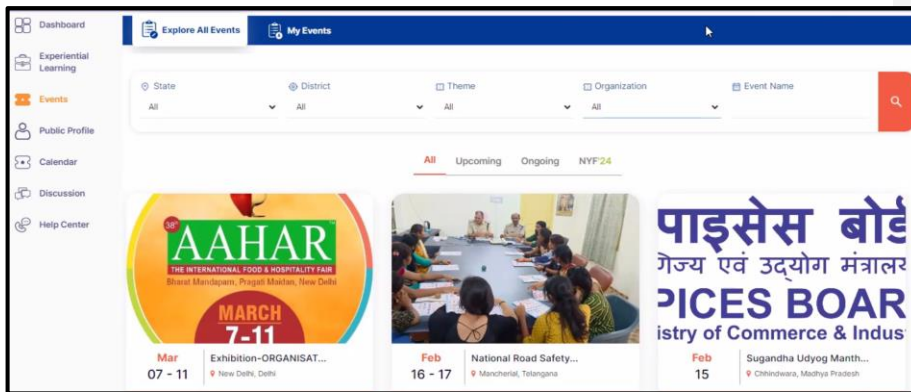 Dashboard
Experiential
Learning
Events
Public Profile
Calendar
Discussion
Help Center
Explore All Events
My Events
State
All
District
All
Theme
All
Organization
All
Event Name
All
Upcoming
Ongoing
NYF'24
38th
AAHAR
THE INTERNATIONAL FOOD & HOSPITALITY FAIR
Bharat Mandapam, Pragati Maidan, New Delhi
MARCH
7-11
Mar
07 - 11
Exhibition-ORGANISAT...
New Delhi, Delhi
Feb
16 - 17
National Road Safety...
Mancherial, Telangana
पाइसेस बोर्ड
णिज्य एवं उद्योग मंत्रालय
PICES BOAR
istry of Commerce & Indus
Feb
15
Sugandha Udyog Manth...
Chhindwara, Madhya Pradesh